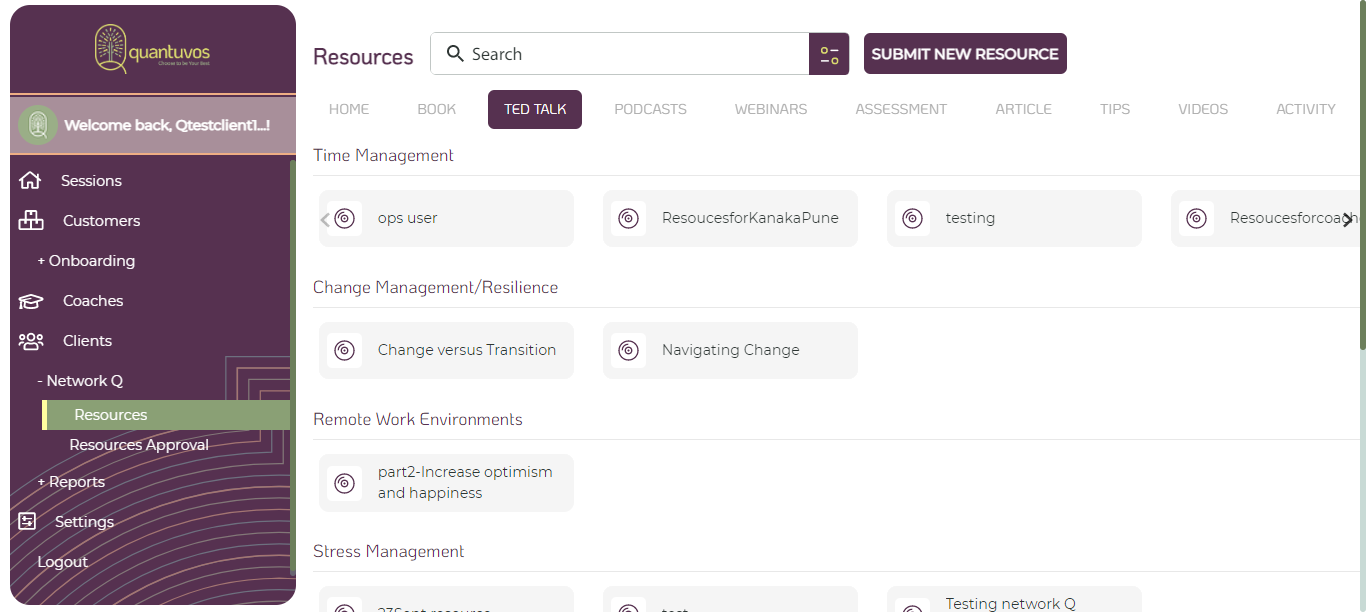 quantuvos
Choose to be Your Best
Welcome back, Qtestclient1...!
Sessions
Customers
+ Onboarding
Coaches
Clients
- Network Q
Resources
Resources Approval
+ Reports
Settings
Logout
Resources
Search
SUBMIT NEW RESOURCE
HOME BOOK TED TALK PODCASTS WEBINARS ASSESSMENT ARTICLE TIPS VIDEOS ACTIVITY
Time Management
ops user ResoucesforKanakaPune testing Resoucesforcoach
Change Management/Resilience
Change versus Transition Navigating Change
Remote Work Environments
part2-Increase optimism
and happiness
Stress Management
27Sept resource test Testing network Q